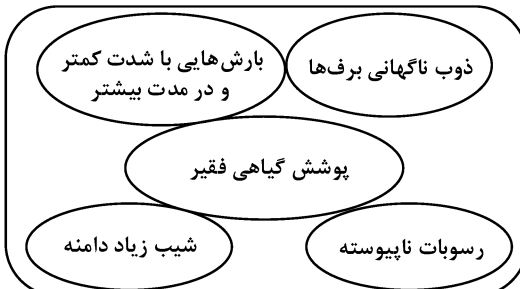 ذوب ناگهانی برف‌ها
بارش‌هایی با شدت کمتر
و در مدت بیشتر
پوشش گیاهی فقیر
رسوبات ناپیوسته
شیب زیاد دامنه